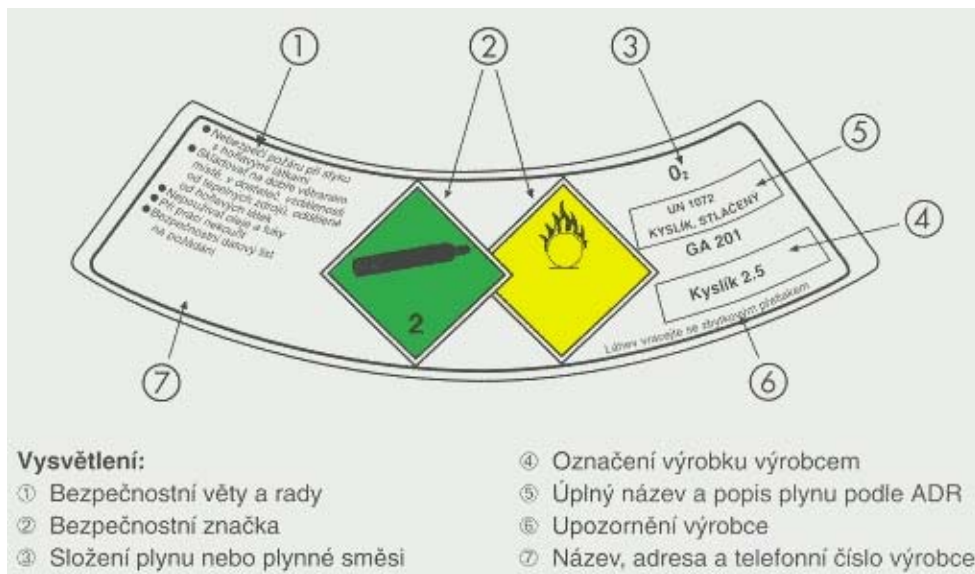 ① ② ③
● Nebezpečí požáru při styku
s hořlavými látkami
● Skladovat na dobře větraném
místě, v dostateč. vzdálenosti
od tepelných zdrojů, odděleně
od hořlavých látek
● Nepoužívat oleje a tuky
● Při práci nekouřit
● Bezpečnostní datový list
na požádání
2
O₂
⑤
UN 1072
KYSLÍK, STLAČENÝ
④
GA 201
Kyslík 2.5
Láhev vracejte se zbytkovým přetlakem
⑦
⑥
Vysvětlení:
① Bezpečnostní věty a rady
② Bezpečnostní značka
③ Složení plynu nebo plynné směsi
④ Označení výrobku výrobcem
⑤ Úplný název a popis plynu podle ADR
⑥ Upozornění výrobce
⑦ Název, adresa a telefonní číslo výrobce